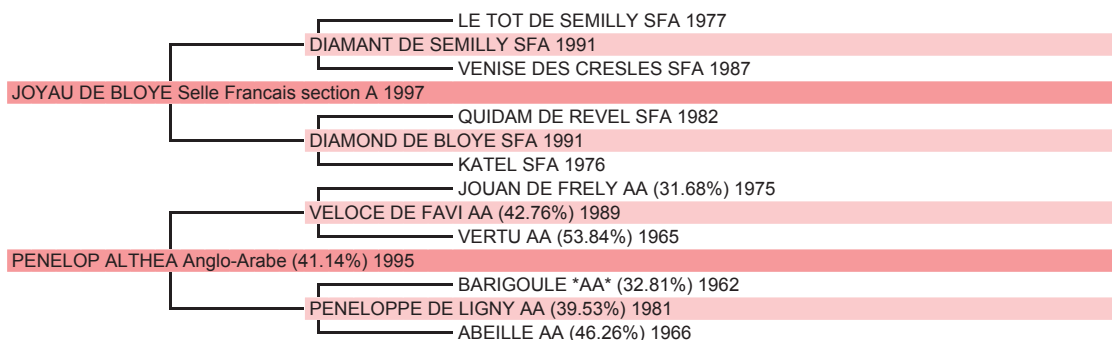 LE TOT DE SEMILLY SFA 1977
DIAMANT DE SEMILLY SFA 1991
VENISE DES CRESLES SFA 1987
JOYAU DE BLOYE Selle Francais section A 1997
QUIDAM DE REVEL SFA 1982
DIAMOND DE BLOYE SFA 1991
KATEL SFA 1976
JOUAN DE FRELY AA (31.68%) 1975
VELOCE DE FAVI AA (42.76%) 1989
VERTU AA (53.84%) 1965
PENELOP ALTHEA Anglo-Arabe (41.14%) 1995
BARIGOULE *AA* (32.81%) 1962
PENELOPPE DE LIGNY AA (39.53%) 1981
ABEILLE AA (46.26%) 1966